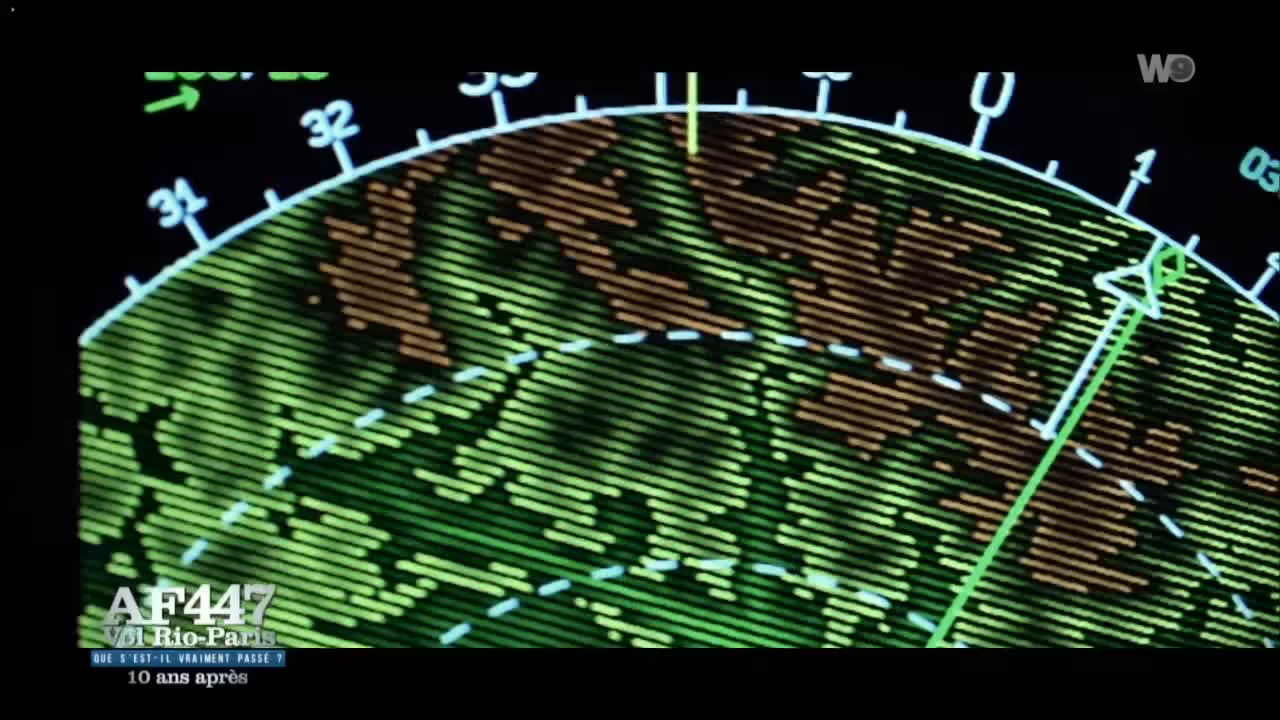 W9
0
32
1
31
AF447
Vol Rio-Paris
QUE S'EST-IL VRAIMENT PASSÉ ?
10 ans après